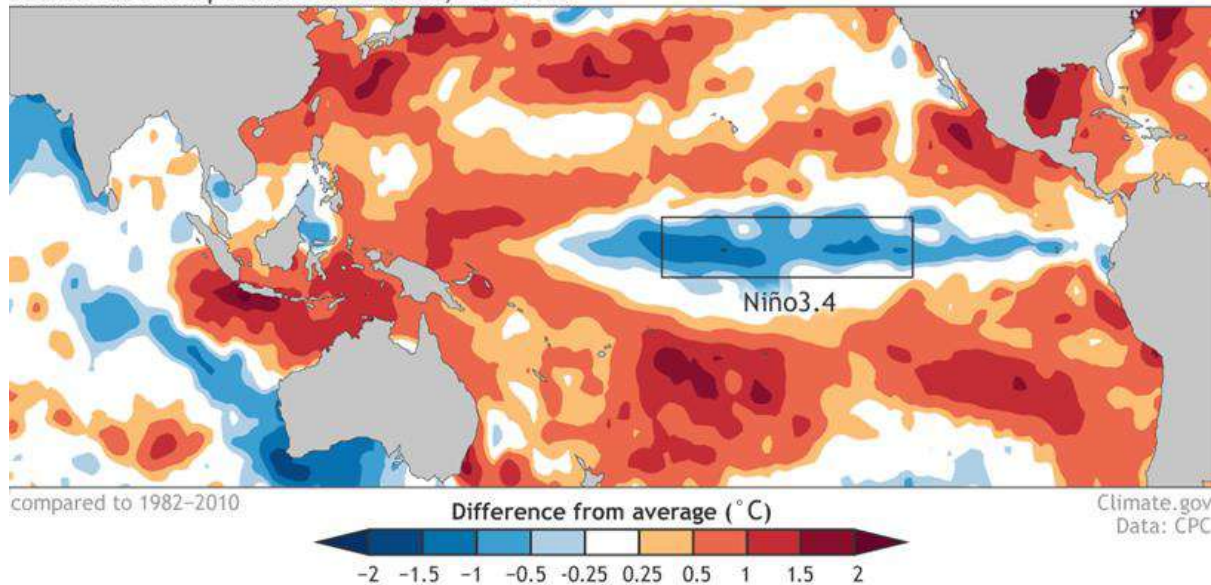 Niño3.4
compared to 1982–2010
Climate.gov
Data: CPC
Difference from average (°C)
-2 -1.5 -1 -0.5 -0.25 0.25 0.5 1 1.5 2